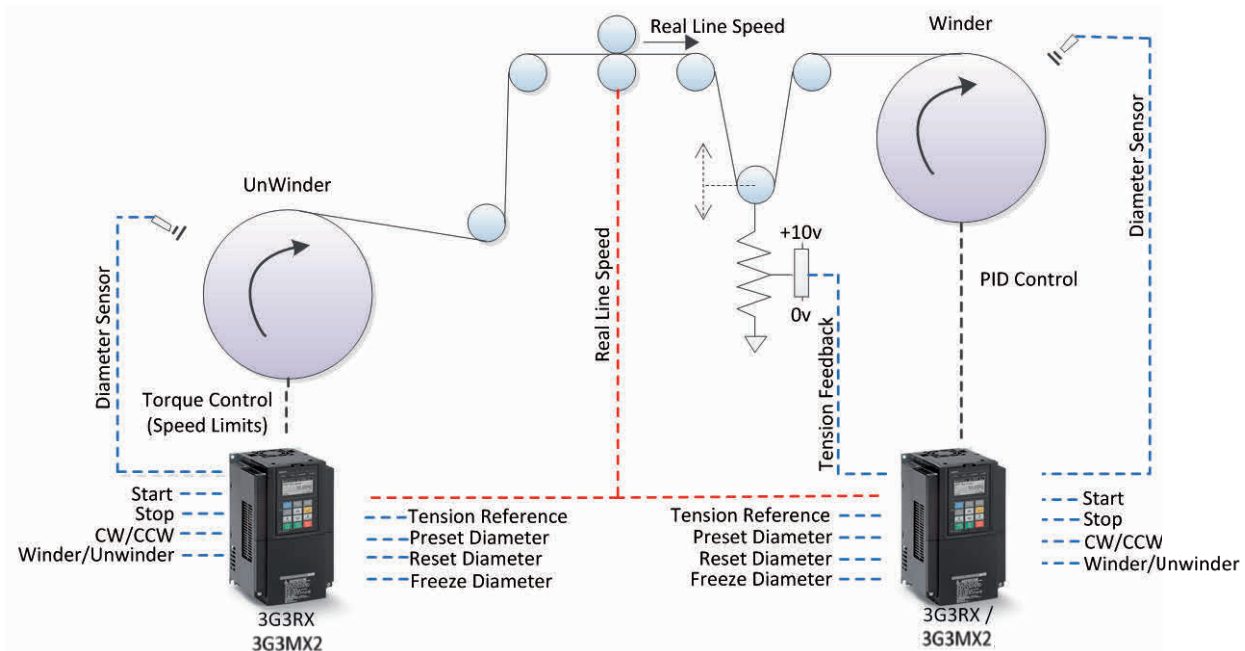 Real Line Speed
Winder
UnWinder
Diameter Sensor
Diameter Sensor
Real Line Speed
+10v
0v
PID Control
Tension Feedback
Torque Control
(Speed Limits)
Start
Stop
CW/CCW
Winder/Unwinder
Tension Reference
Preset Diameter
Reset Diameter
Freeze Diameter
3G3RX
3G3MX2
Tension Reference
Preset Diameter
Reset Diameter
Freeze Diameter
Start
Stop
CW/CCW
Winder/Unwinder
3G3RX /
3G3MX2